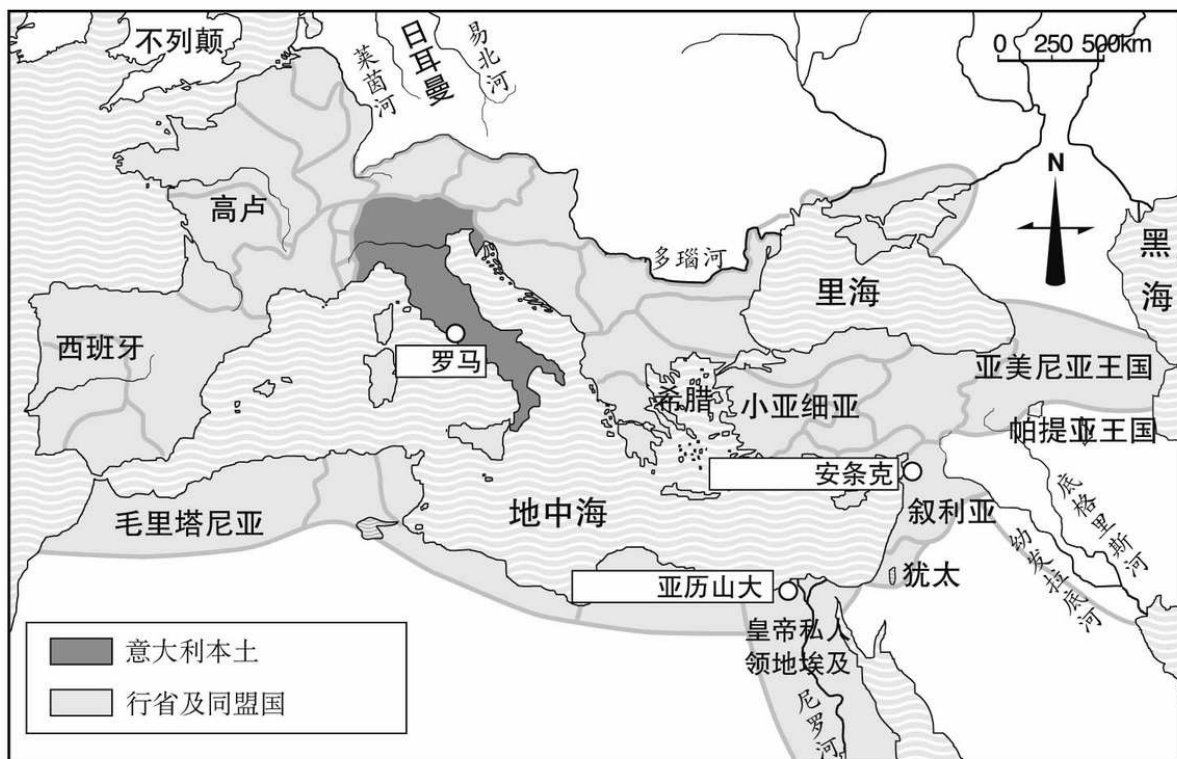 不列颠
莱茵河
日耳曼
易北河
0 250 500km
N
高卢
多瑙河
里海
黑海
西班牙
罗马
亚美尼亚王国
希腊
小亚细亚
帕提亚王国
安条克
地中海
毛里塔尼亚
叙利亚
底格里斯河
幼发拉底河
犹太
亚历山大
皇帝私人
领地埃及
尼罗河
意大利本土
行省及同盟国